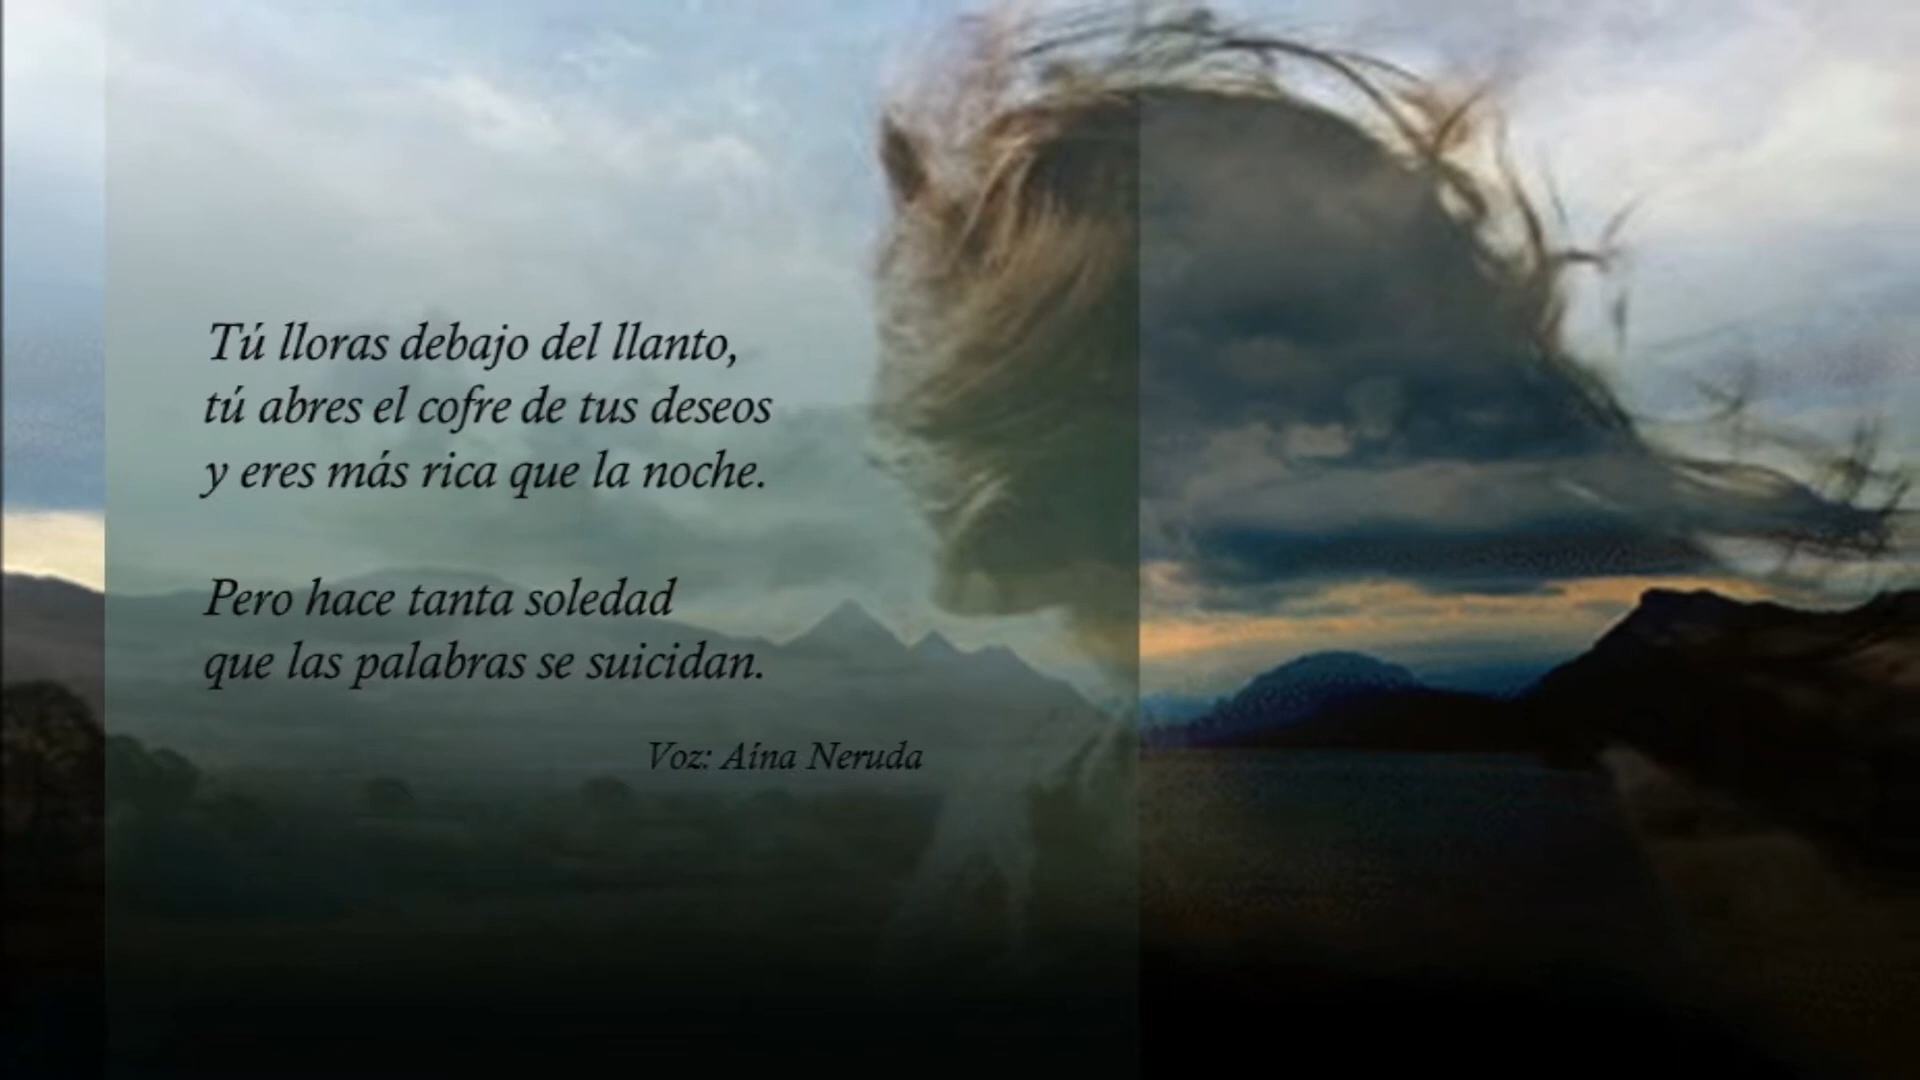 Tú lloras debajo del llanto,
tú abres el cofre de tus deseos
y eres más rica que la noche.
Pero hace tanta soledad
que las palabras se suicidan.
Voz: Aína Neruda